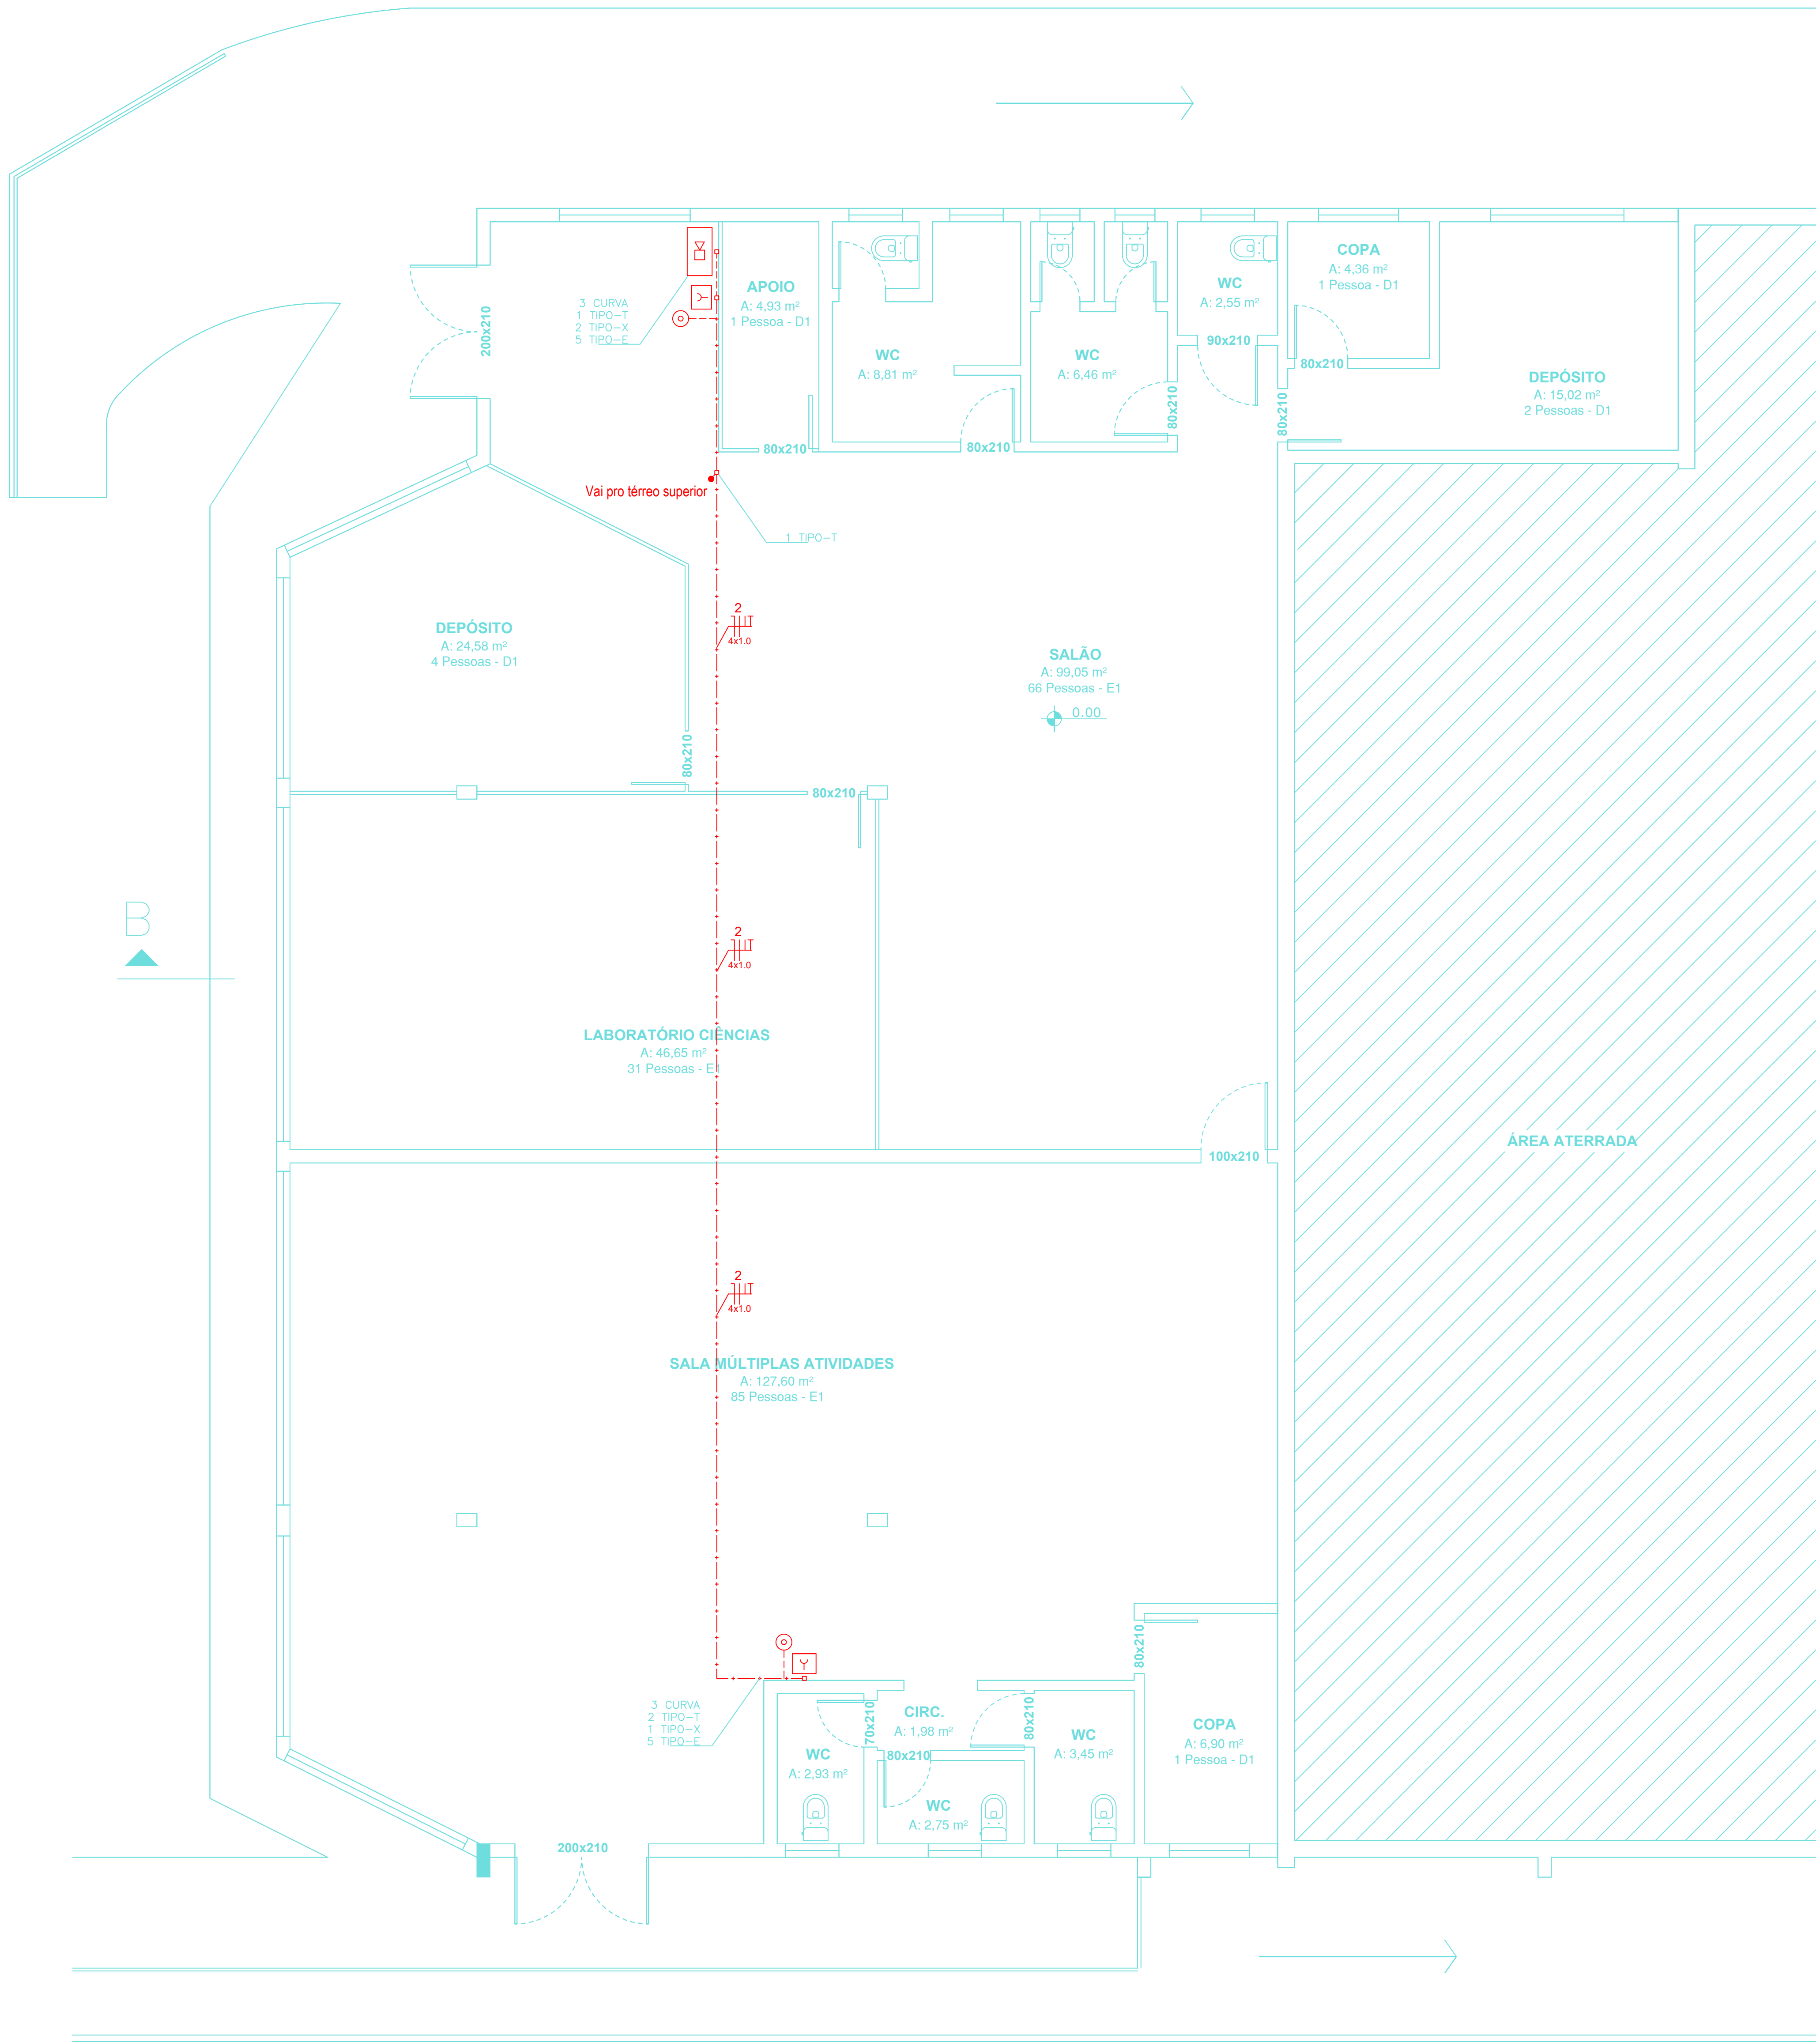 COPA
A: 4,36 m²
1 Pessoa - D1
WC
A: 2,55 m²
APOIO
A: 4,93 m²
1 Pessoa - D1
3 CURVA
1 TIPO-T
2 TIPO-X
5 TIPO-E
200x210
WC
A: 8,81 m²
WC
A: 6,46 m²
90x210
80x210
DEPÓSITO
A: 15,02 m²
2 Pessoas - D1
80x210
80x210
80x210
80x210
Vai pro térreo superior
1 TIPO-T
DEPÓSITO
A: 24,58 m²
4 Pessoas - D1
2
4x1.0
SALÃO
A: 99,05 m²
66 Pessoas - E1
0.00
80x210
80x210
B
2
4x1.0
LABORATÓRIO CIÊNCIAS
A: 46,65 m²
31 Pessoas - E1
ÁREA ATERRADA
100x210
2
4x1.0
SALA MÚLTIPLAS ATIVIDADES
A: 127,60 m²
85 Pessoas - E1
80x210
3 CURVA
2 TIPO-T
1 TIPO-X
5 TIPO-E
70x210
CIRC.
A: 1,98 m²
80x210
80x210
WC
A: 3,45 m²
COPA
A: 6,90 m²
1 Pessoa - D1
WC
A: 2,93 m²
WC
A: 2,75 m²
200x210